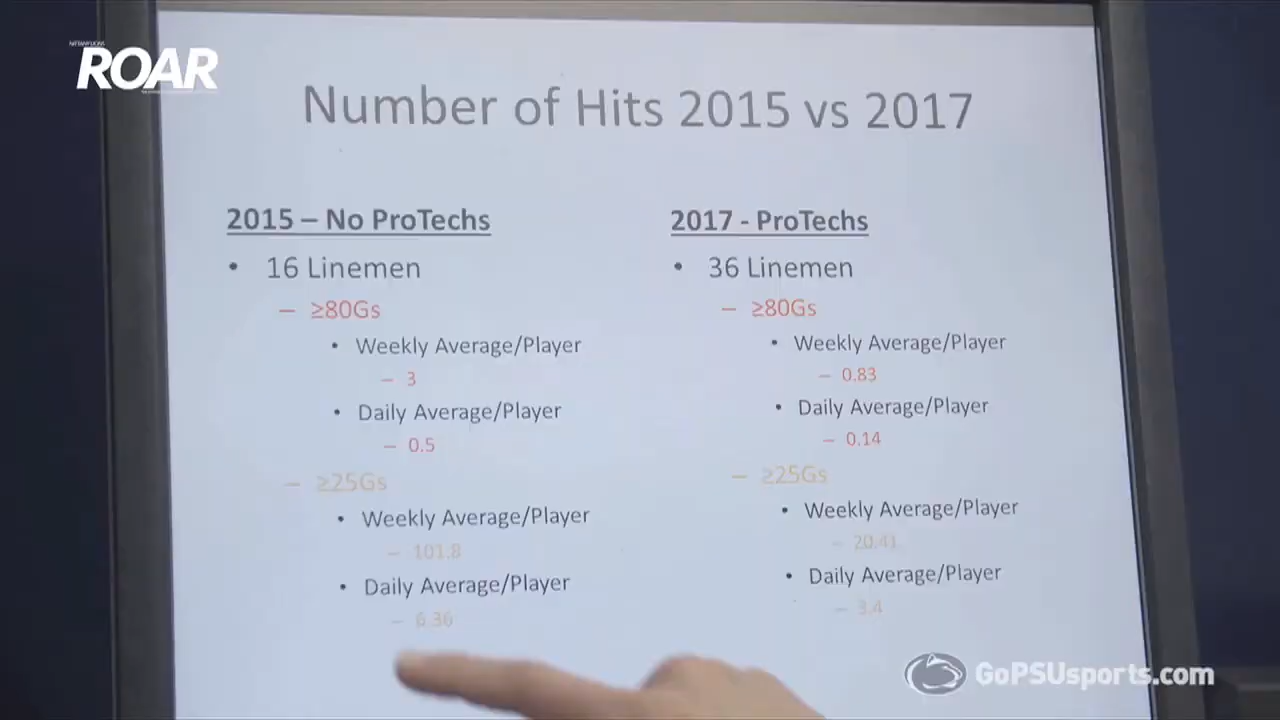 ROAR
Number of Hits 2015 vs 2017
2015 – No ProTechs
• 16 Linemen
– ≥80Gs
• Weekly Average/Player
– 3
• Daily Average/Player
– 0.5
– ≥25Gs
• Weekly Average/Player
– 101.8
• Daily Average/Player
– 6.36
2017 - ProTechs
• 36 Linemen
– ≥80Gs
• Weekly Average/Player
– 0.83
• Daily Average/Player
– 0.14
– ≥25Gs
• Weekly Average/Player
– 20.41
• Daily Average/Player
– 3.4
GoPSUsports.com